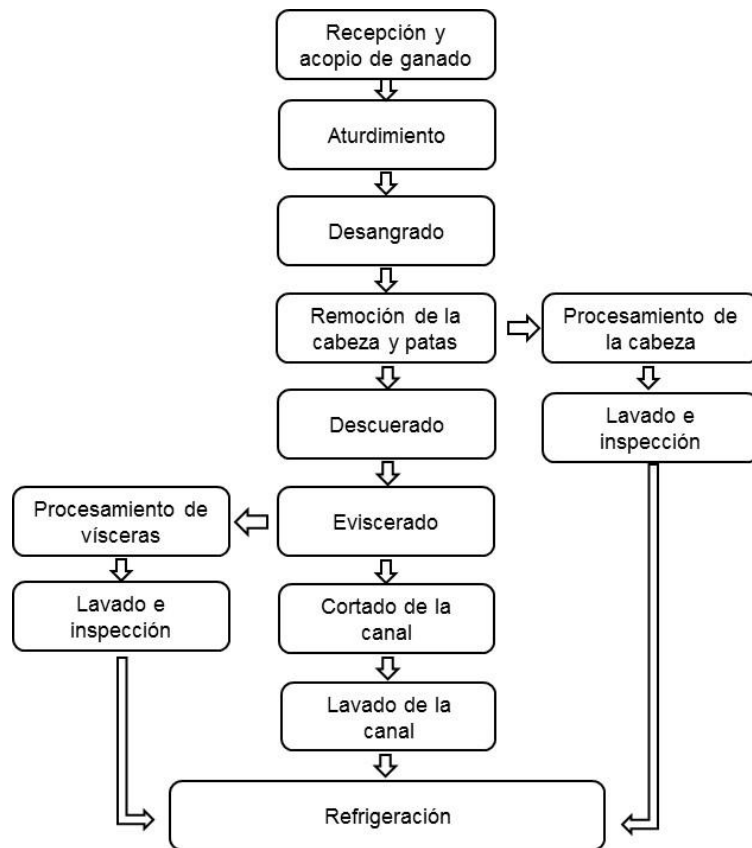 Recepción y
acopio de ganado
Aturdimiento
Desangrado
Remoción de la
cabeza y patas
Procesamiento de
la cabeza
Descuerado
Lavado e
inspección
Procesamiento de
vísceras
Eviscerado
Lavado e
inspección
Cortado de la
canal
Lavado de la
canal
Refrigeración